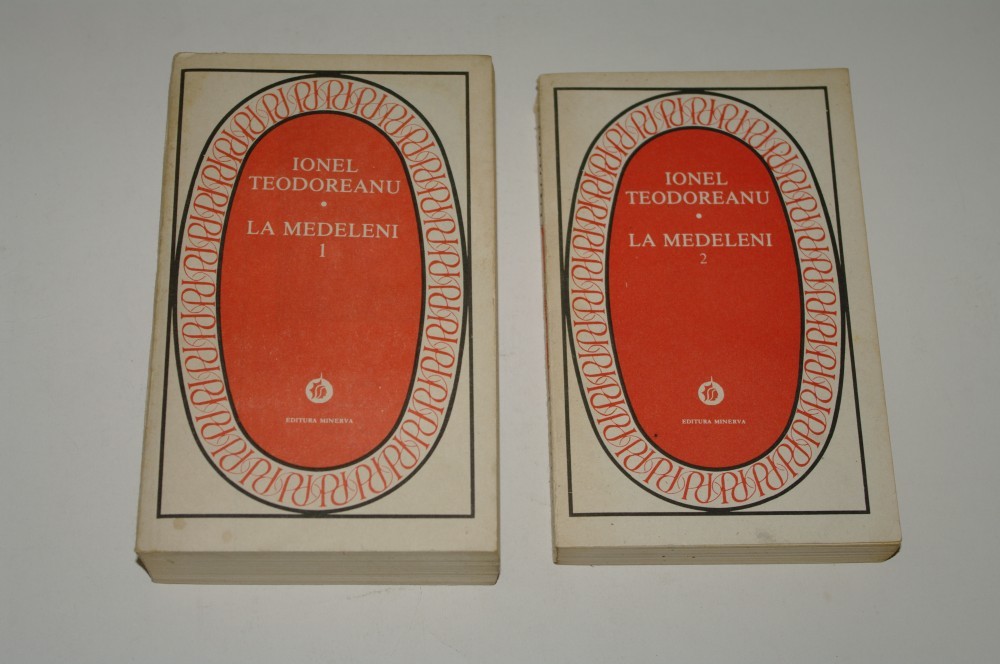 IONEL
TEODOREANU
•
LA MEDELENI
1
EDITURA MINERVA
IONEL
TEODOREANU
•
LA MEDELENI
2
EDITURA MINERVA